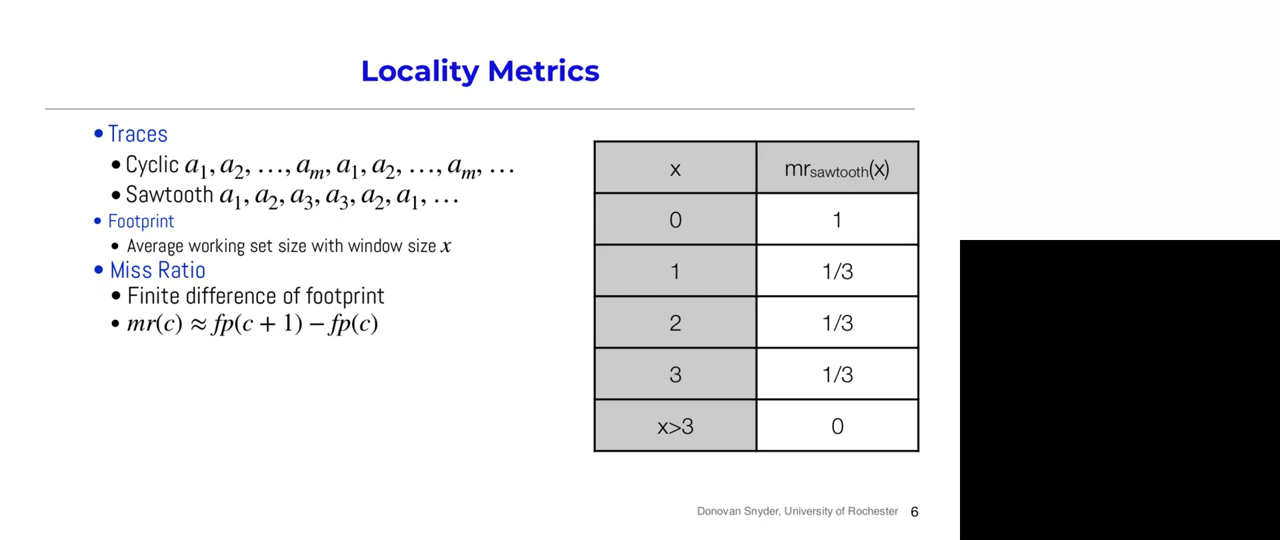 Locality Metrics
• Traces
• Cyclic a₁, a₂, …, aₘ, a₁, a₂, …, aₘ, …
• Sawtooth a₁, a₂, a₃, a₃, a₂, a₁, …
• Footprint
• Average working set size with window size x
• Miss Ratio
• Finite difference of footprint
• mr(c) ≈ fp(c + 1) − fp(c)
x mr_sawtooth(x)
0 1
1 1/3
2 1/3
3 1/3
x>3 0
Donovan Snyder, University of Rochester 6